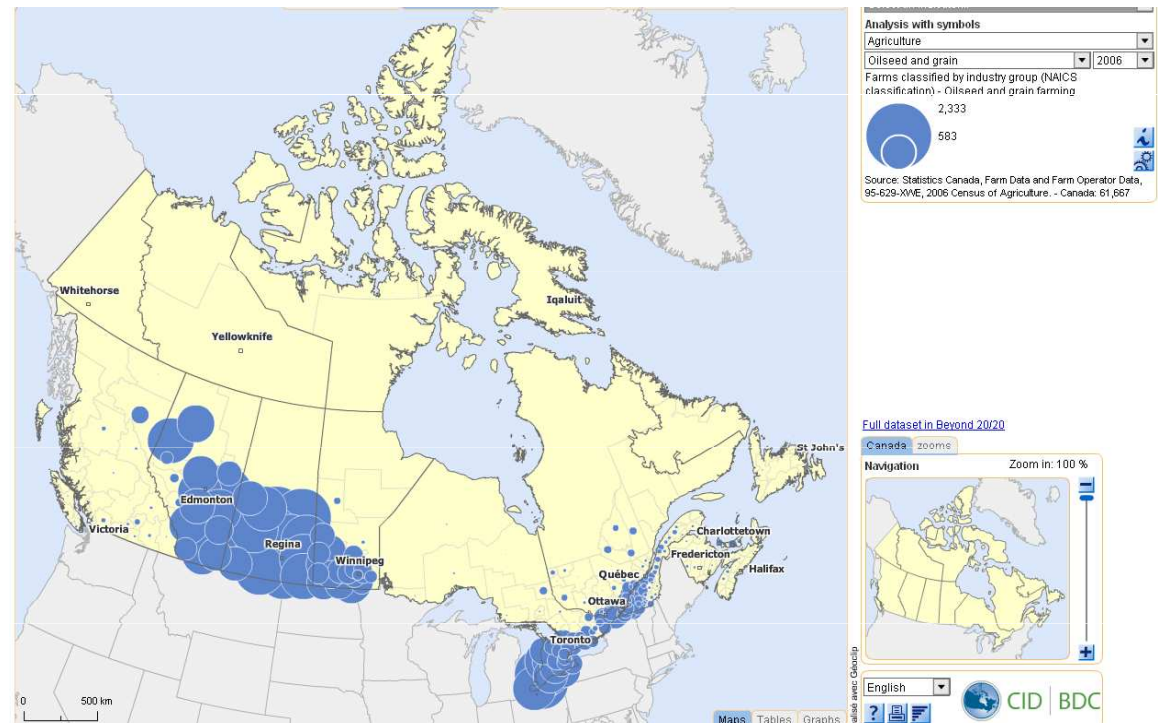 Analysis with symbols
Agriculture
Oilseed and grain
2006
Farms classified by industry group (NAICS
classification) - Oilseed and grain farming
2,333
583
Source: Statistics Canada, Farm Data and Farm Operator Data,
95-629-XWE, 2006 Census of Agriculture. - Canada: 61,667
Whitehorse
Yellowknife
Iqaluit
St John's
Edmonton
Victoria
Regina
Winnipeg
Charlottetown
Fredericton
Halifax
Québec
Ottawa
Toronto
0 500 km
Maps Tables Graphs
alisé avec Géoclip
Full dataset in Beyond 20/20
Canada zooms
Navigation Zoom in: 100 %
English
?
CID | BDC